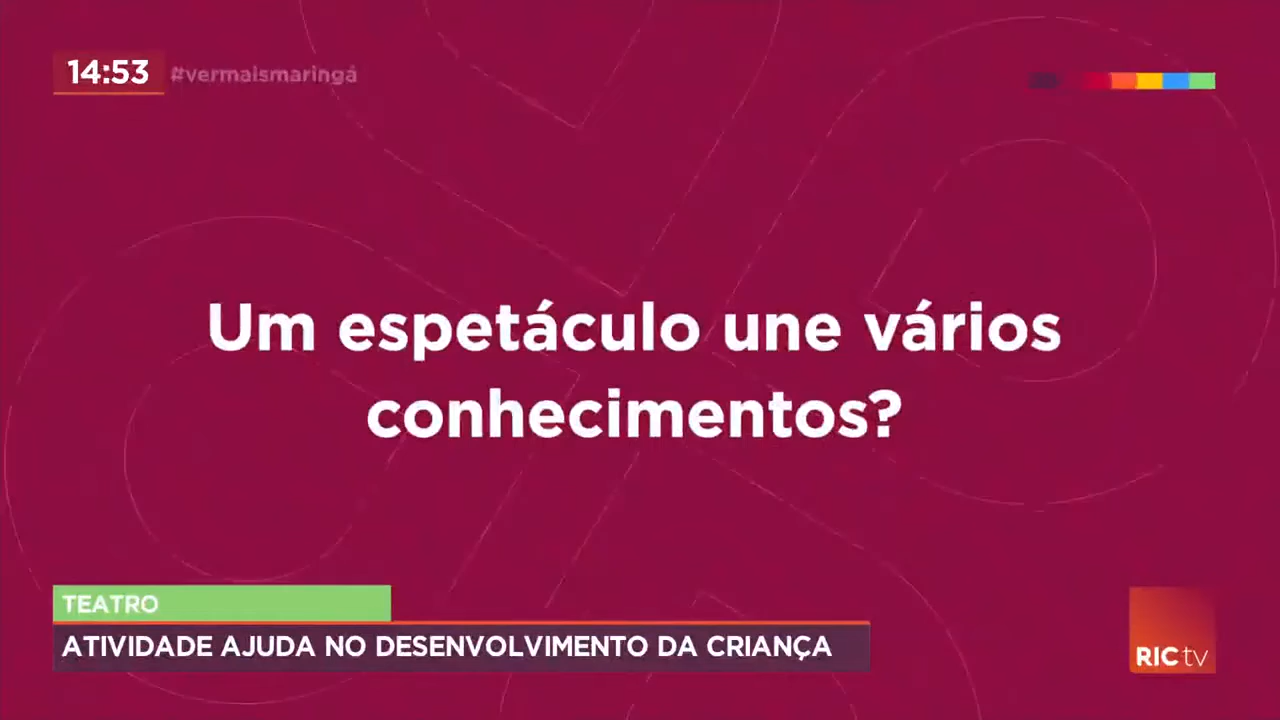 14:53 #vermaismaringá
Um espetáculo une vários
conhecimentos?
TEATRO
ATIVIDADE AJUDA NO DESENVOLVIMENTO DA CRIANÇA
RICtv